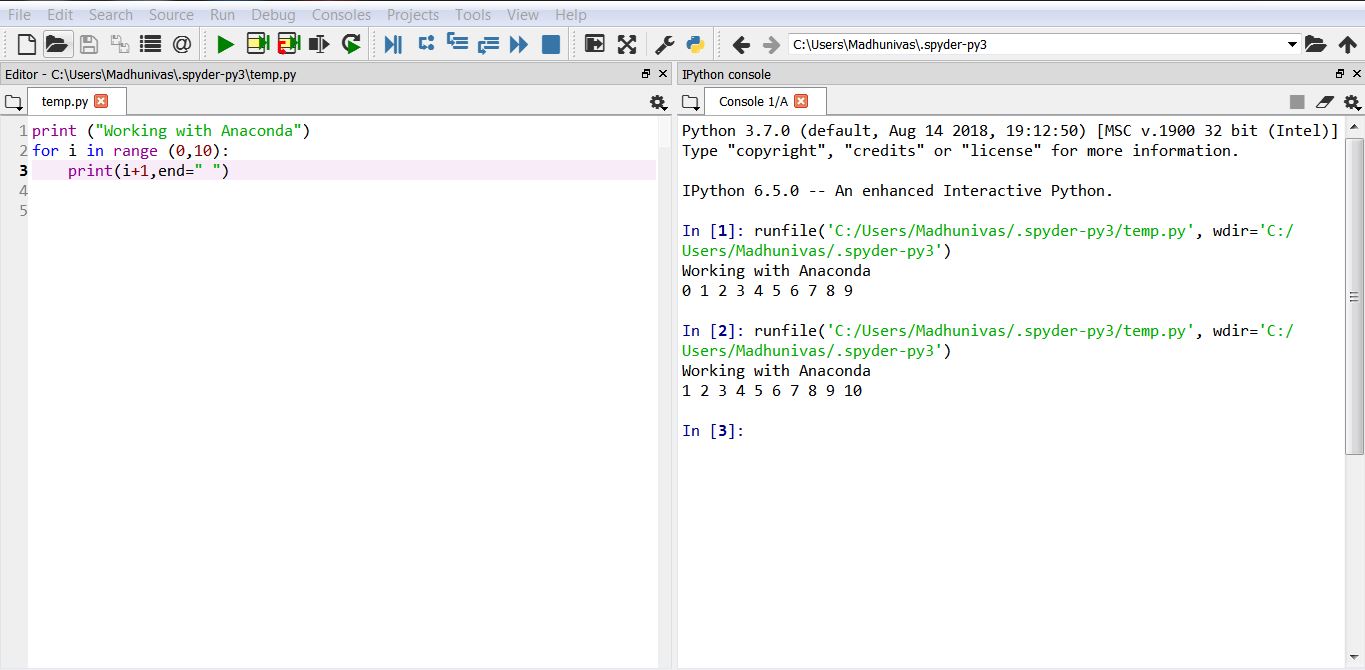 File Edit Search Source Run Debug Consoles Projects Tools View Help
C:\Users\Madhunivas\.spyder-py3
Editor - C:\Users\Madhunivas\.spyder-py3\temp.py
temp.py
1 print ("Working with Anaconda")
2 for i in range (0,10):
3     print(i+1,end=" ")
4
5
IPython console
Console 1/A
Python 3.7.0 (default, Aug 14 2018, 19:12:50) [MSC v.1900 32 bit (Intel)]
Type "copyright", "credits" or "license" for more information.
IPython 6.5.0 -- An enhanced Interactive Python.
In [1]: runfile('C:/Users/Madhunivas/.spyder-py3/temp.py', wdir='C:/
Users/Madhunivas/.spyder-py3')
Working with Anaconda
0 1 2 3 4 5 6 7 8 9
In [2]: runfile('C:/Users/Madhunivas/.spyder-py3/temp.py', wdir='C:/
Users/Madhunivas/.spyder-py3')
Working with Anaconda
1 2 3 4 5 6 7 8 9 10
In [3]: